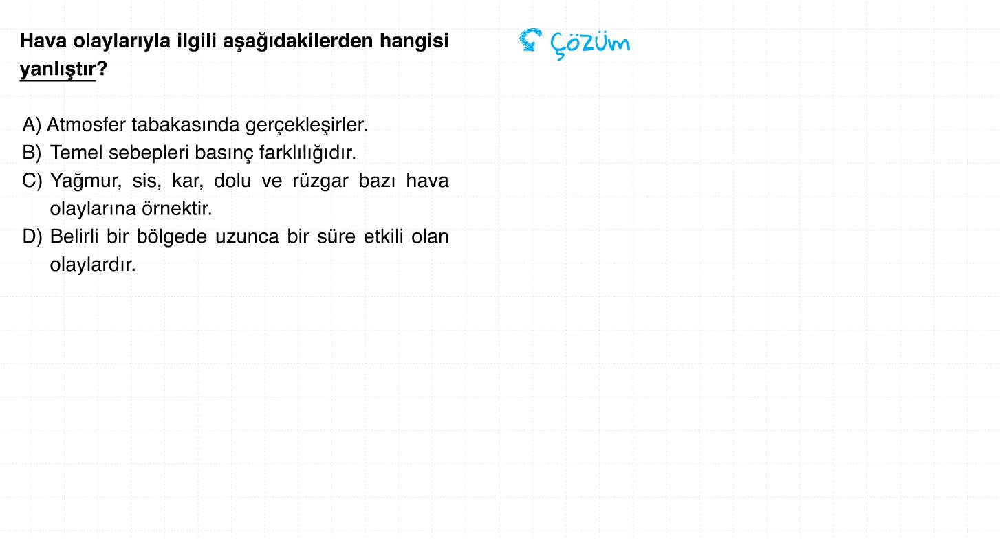 Hava olaylarıyla ilgili aşağıdakilerden hangisi
yanlıştır?
A) Atmosfer tabakasında gerçekleşirler.
B) Temel sebepleri basınç farklılığıdır.
C) Yağmur, sis, kar, dolu ve rüzgar bazı hava
olaylarına örnektir.
D) Belirli bir bölgede uzunca bir süre etkili olan
olaylardır.
Çözüm